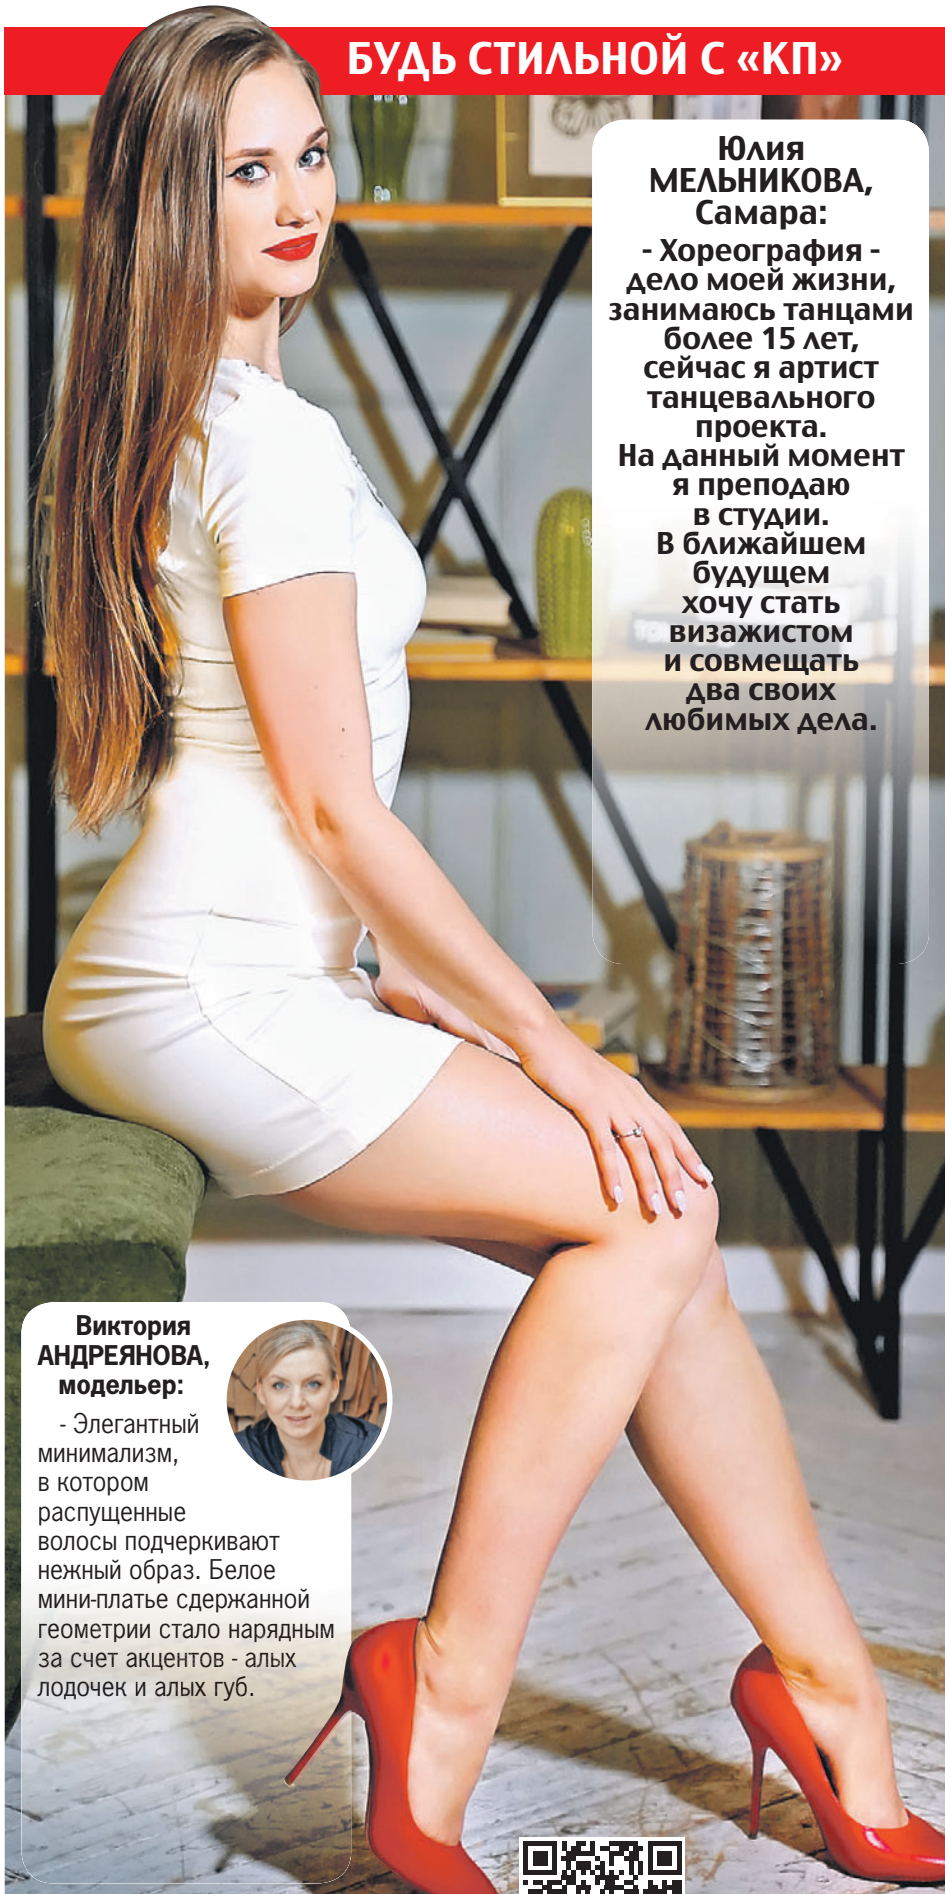 БУДЬ СТИЛЬНОЙ С «КП»
Юлия
МЕЛЬНИКОВА,
Самара:
- Хореография -
дело моей жизни,
занимаюсь танцами
более 15 лет,
сейчас я артист
танцевального
проекта.
На данный момент
я преподаю
в студии.
В ближайшем
будущем
хочу стать
визажистом
и совмещать
два своих
любимых дела.
Виктория
АНДРЕЯНОВА,
модельер:
- Элегантный
минимализм,
в котором
распущенные
волосы подчеркивают
нежный образ. Белое
мини-платье сдержанной
геометрии стало нарядным
за счет акцентов - алых
лодочек и алых губ.